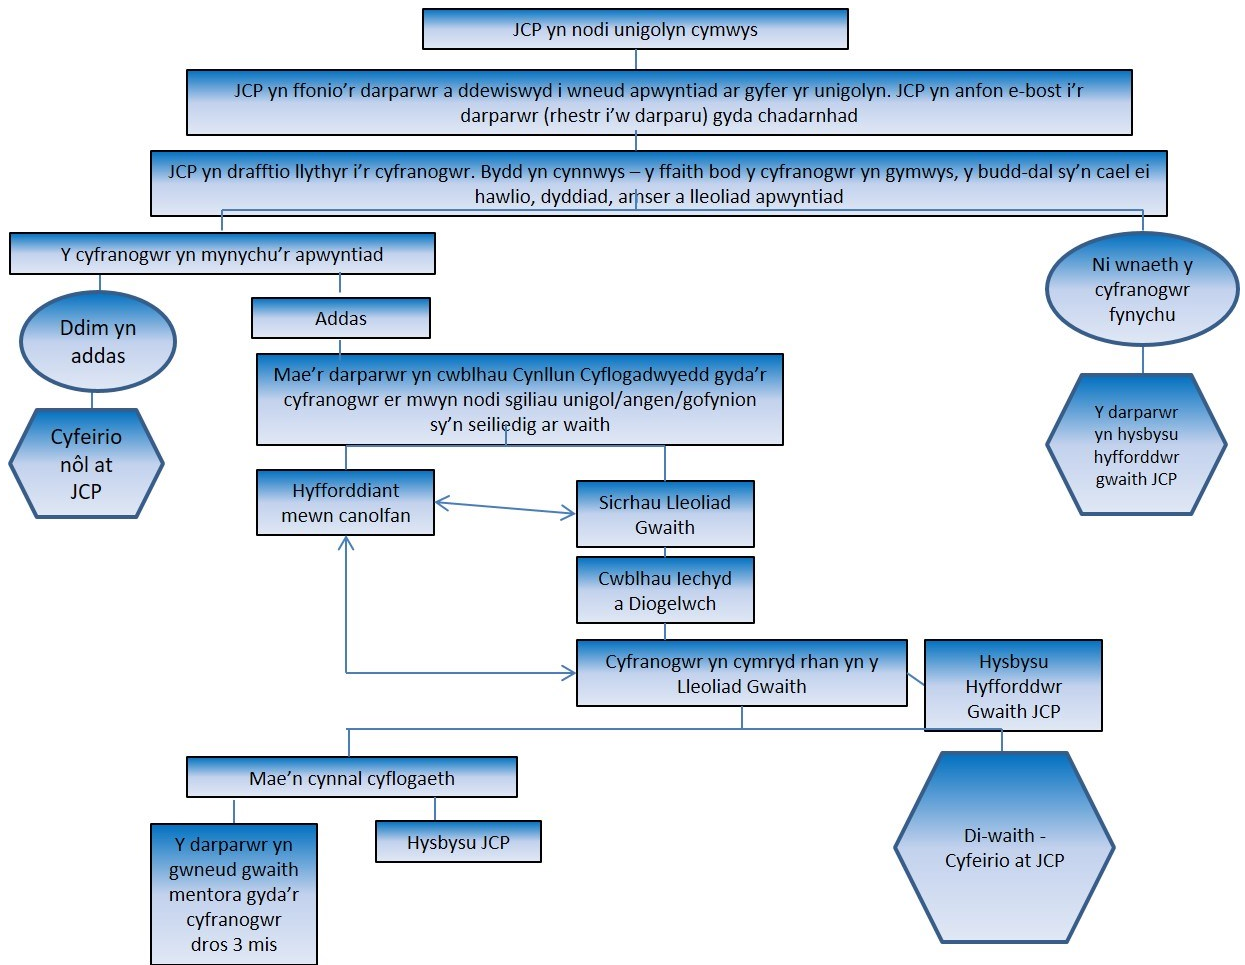 JCP yn nodi unigolyn cymwys
JCP yn ffonio’r darparwr a ddewiswyd i wneud apwyntiad ar gyfer yr unigolyn. JCP yn anfon e-bost i’r
darparwr (rhestr i’w darparu) gyda chadarnhad
JCP yn drafftio llythyr i’r cyfranogwr. Bydd yn cynnwys – y ffaith bod y cyfranogwr yn gymwys, y budd-dal sy’n cael ei
hawlio, dyddiad, amser a lleoliad apwyntiad
Y cyfranogwr yn mynychu’r apwyntiad
Ni wnaeth y
cyfranogwr
fynychu
Ddim yn
addas
Addas
Mae’r darparwr yn cwblhau Cynllun Cyflogadwyedd gyda’r
cyfranogwr er mwyn nodi sgiliau unigol/angen/gofynion
sy’n seiliedig ar waith
Cyfeirio
nôl at
JCP
Y darparwr
yn hysbysu
hyfforddwr
gwaith JCP
Hyfforddiant
mewn canolfan
Sicrhau Lleoliad
Gwaith
Cwblhau Iechyd
a Diogelwch
Cyfranogwr yn cymryd rhan yn y
Lleoliad Gwaith
Hysbysu
Hyfforddwr
Gwaith JCP
Mae’n cynnal cyflogaeth
Y darparwr yn
gwneud gwaith
mentora gyda’r
cyfranogwr
dros 3 mis
Hysbysu JCP
Di-waith -
Cyfeirio at JCP